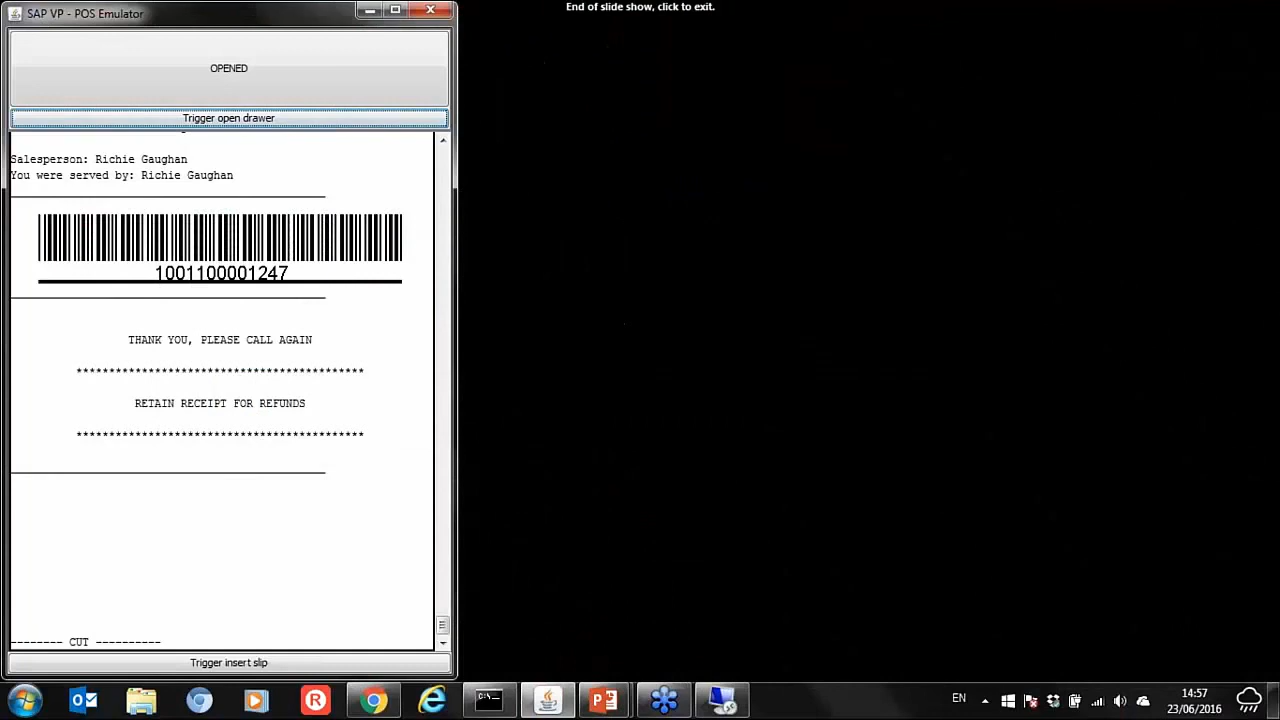 SAP VP - POS Emulator
End of slide show, click to exit.
OPENED
Trigger open drawer
Salesperson: Richie Gaughan
You were served by: Richie Gaughan
1001100001247
THANK YOU, PLEASE CALL AGAIN
********************************************
RETAIN RECEIPT FOR REFUNDS
********************************************
-------- CUT ----------
Trigger insert slip
EN
14:57
23/06/2016